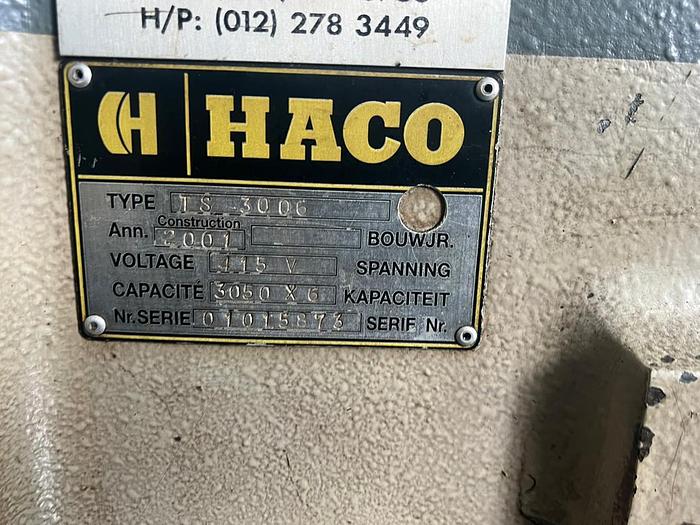 H/P: (012) 278 3449
H HACO
TYPE TS 3006
Ann. Construction 2001 BOUWJR.
VOLTAGE 415 V SPANNING
CAPACITÉ 3050 X 6 KAPACITEIT
Nr. SERIE 01015873 SERIF Nr.